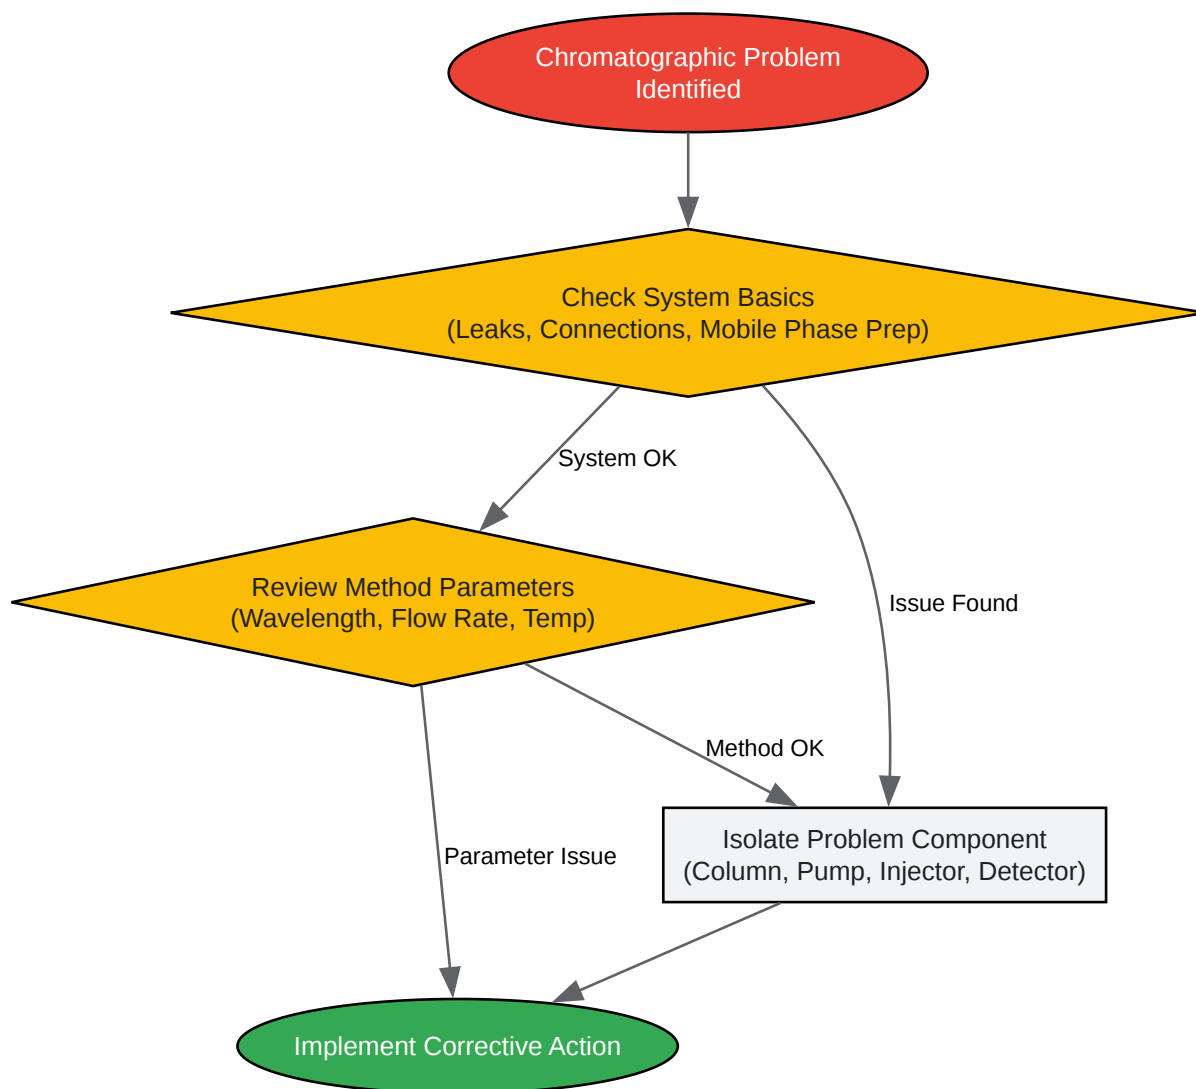 Chromatographic Problem
Identified
Check System Basics
(Leaks, Connections, Mobile Phase Prep)
System OK
Review Method Parameters
(Wavelength, Flow Rate, Temp)
Issue Found
Method OK
Isolate Problem Component
(Column, Pump, Injector, Detector)
Parameter Issue
Implement Corrective Action